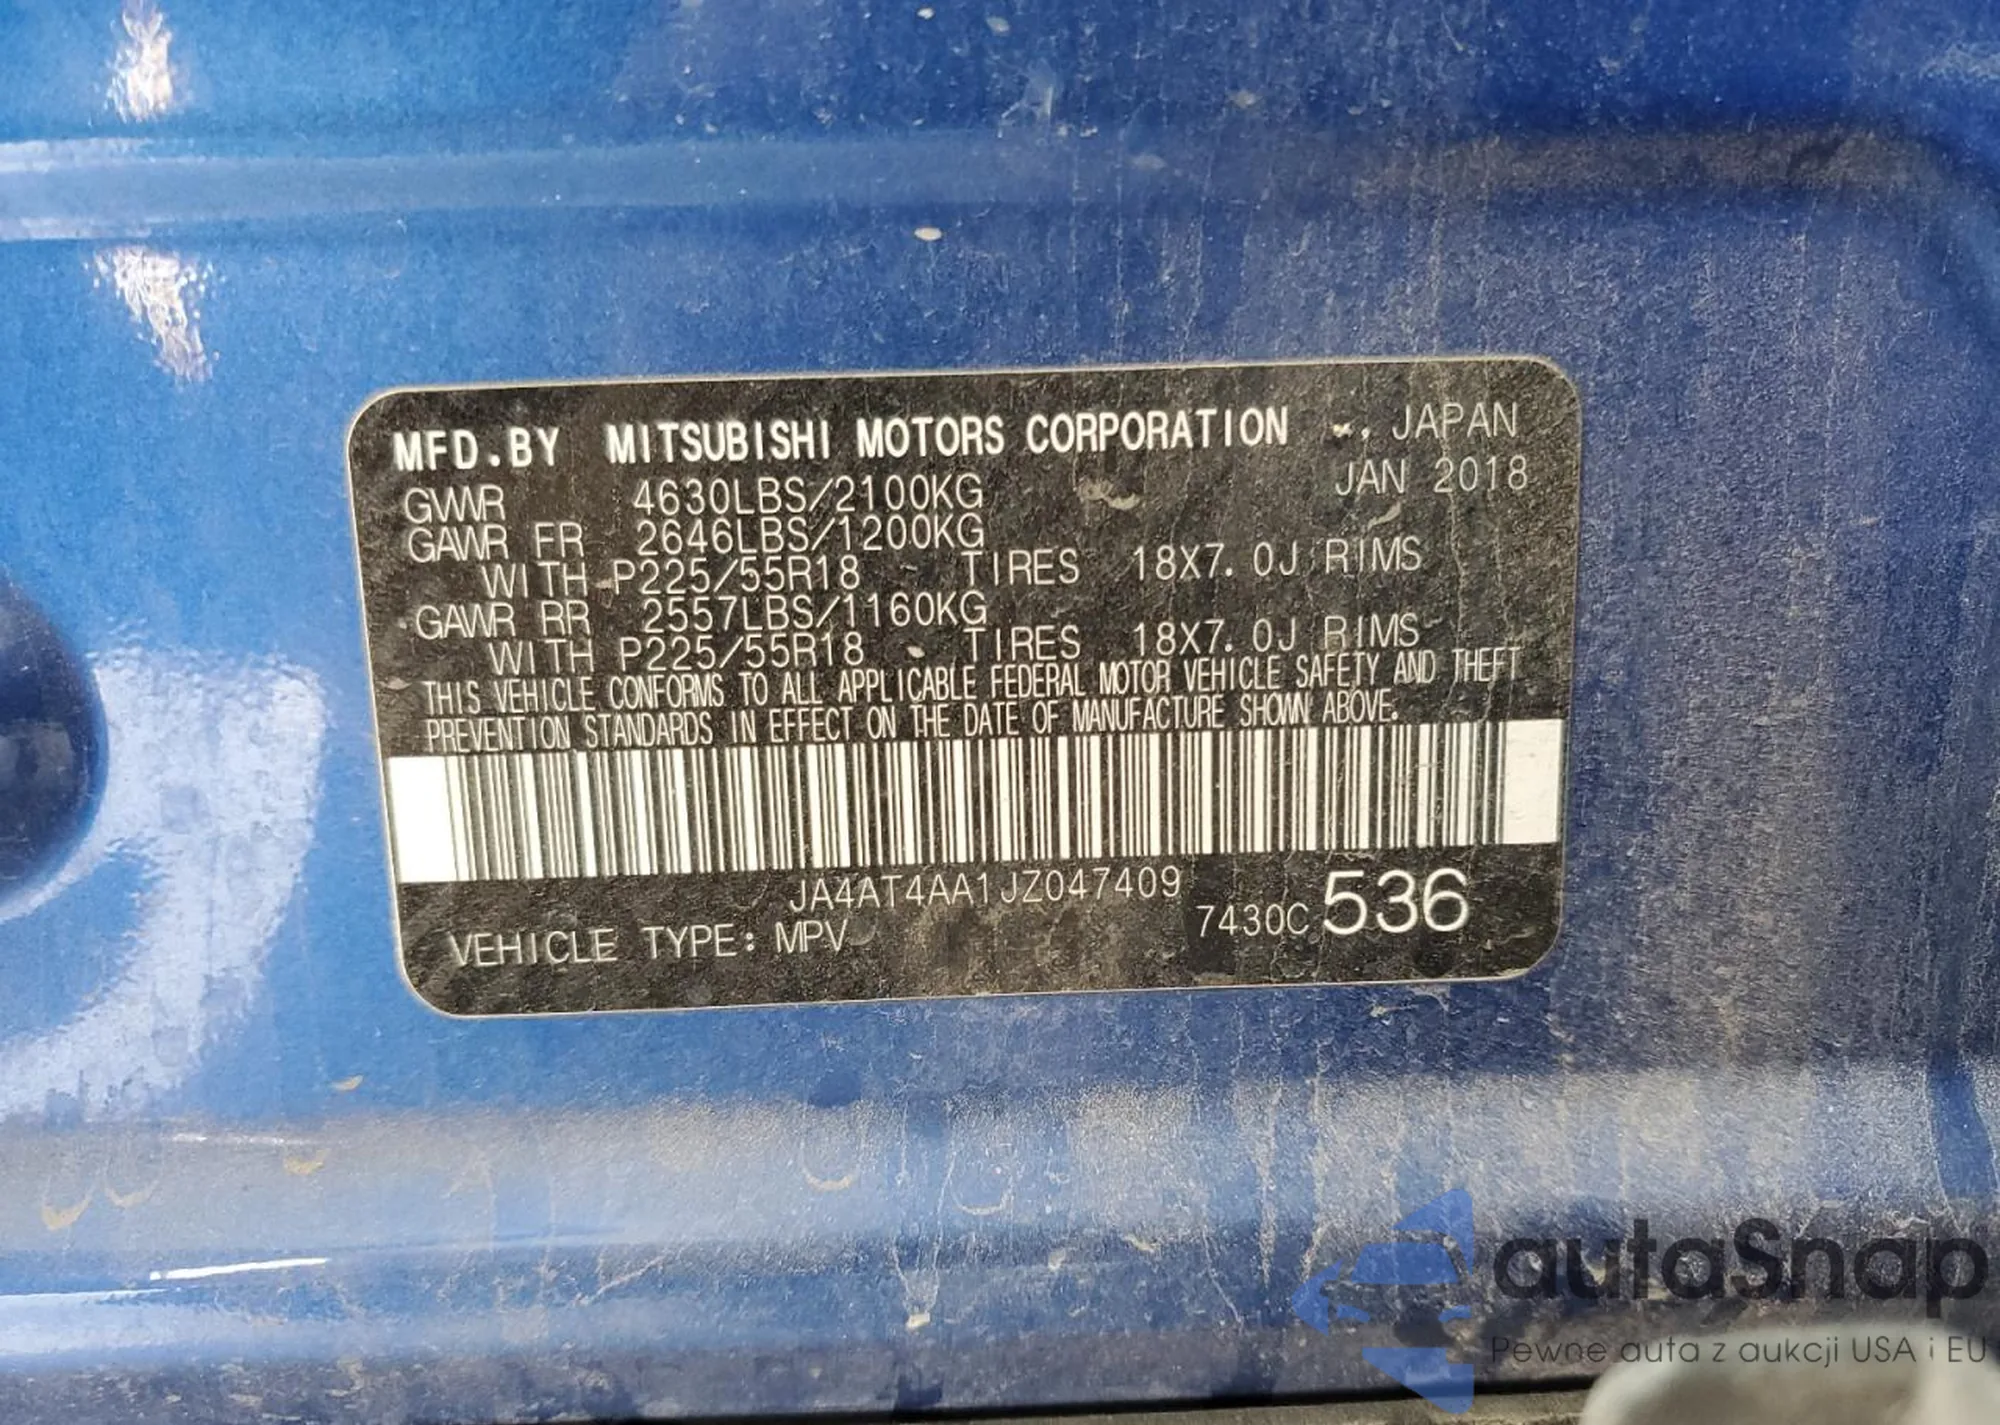 MFD.BY MITSUBISHI MOTORS CORPORATION , JAPAN
JAN 2018
GVWR 4630LBS/2100KG
GAWR FR 2646LBS/1200KG
WITH P225/55R18 TIRES 18X7.0J RIMS
GAWR RR 2557LBS/1160KG
WITH P225/55R18 TIRES 18X7.0J RIMS
THIS VEHICLE CONFORMS TO ALL APPLICABLE FEDERAL MOTOR VEHICLE SAFETY AND THEFT
PREVENTION STANDARDS IN EFFECT ON THE DATE OF MANUFACTURE SHOWN ABOVE.
JA4AT4AA1JZ047409
VEHICLE TYPE: MPV 7430C 536
autaSnap
Pewne auta z aukcji USA i EU